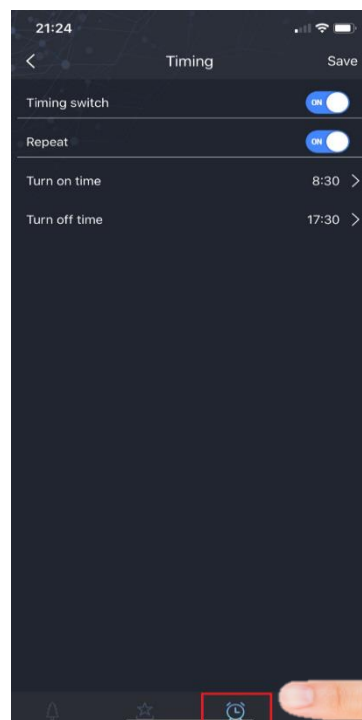 21:24
Timing Save
Timing switch ON
Repeat ON
Turn on time 8:30
Turn off time 17:30